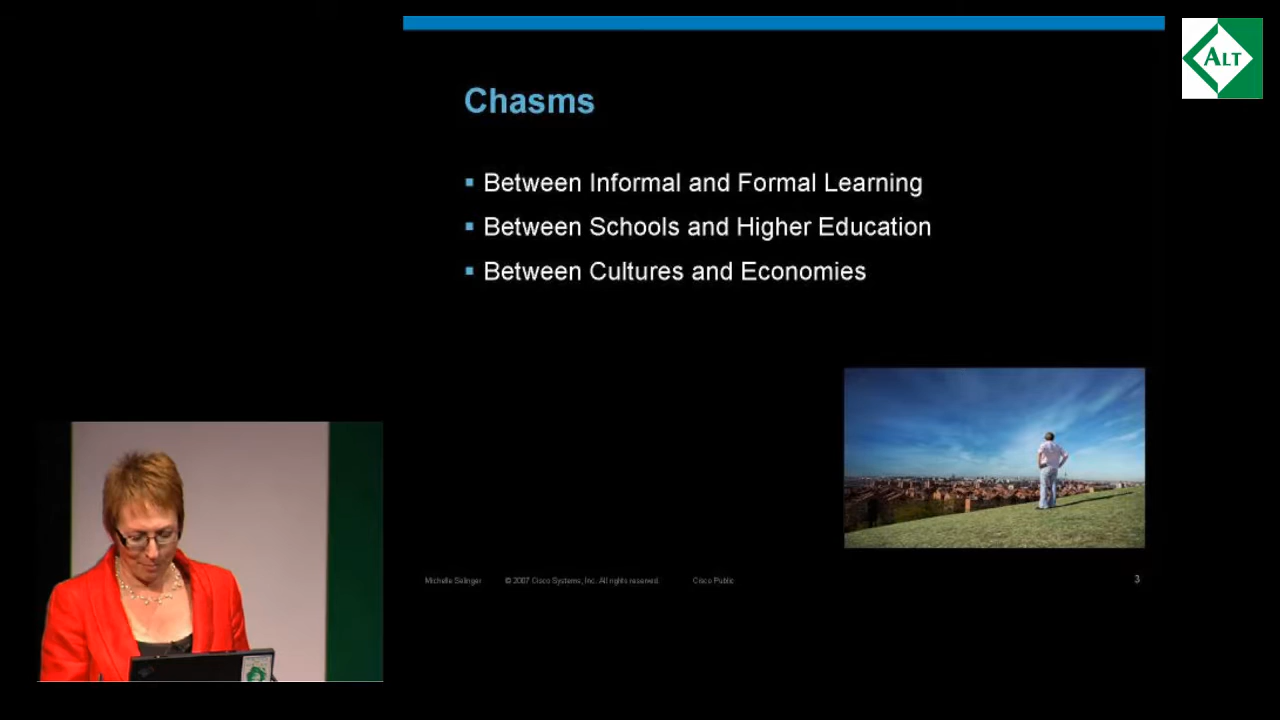 ALT
Chasms
Between Informal and Formal Learning
Between Schools and Higher Education
Between Cultures and Economies
Michelle Selinger © 2007 Cisco Systems, Inc. All rights reserved. Cisco Public 3